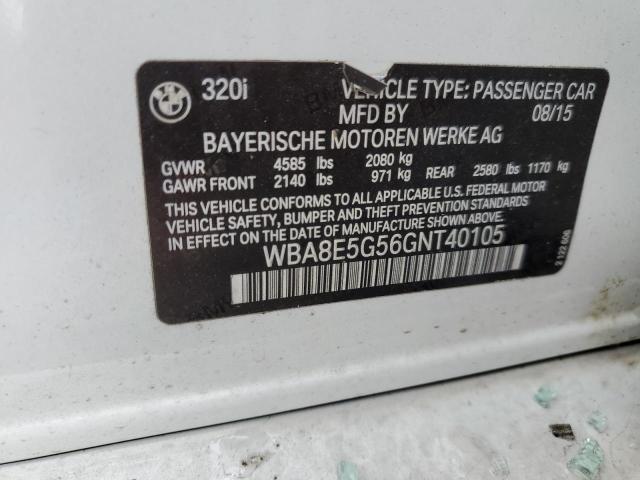 320i VEHICLE TYPE: PASSENGER CAR
MFD BY 08/15
BAYERISCHE MOTOREN WERKE AG
GVWR 4585 lbs 2080 kg
GAWR FRONT 2140 lbs 971 kg REAR 2580 lbs 1170 kg
THIS VEHICLE CONFORMS TO ALL APPLICABLE U.S. FEDERAL MOTOR
VEHICLE SAFETY, BUMPER AND THEFT PREVENTION STANDARDS
IN EFFECT ON THE DATE OF MANUFACTURE SHOWN ABOVE.
WBA8E5G56GNT40105